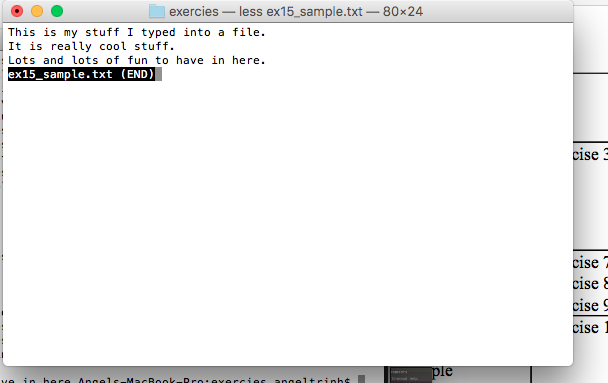 exercies — less ex15_sample.txt — 80×24
This is my stuff I typed into a file.
It is really cool stuff.
Lots and lots of fun to have in here.
ex15_sample.txt (END)
cise 3
cise 7
cise 8
cise 9
cise 1
ple
ve in here.Angels-MacBook-Pro:exercies angeltrinh$